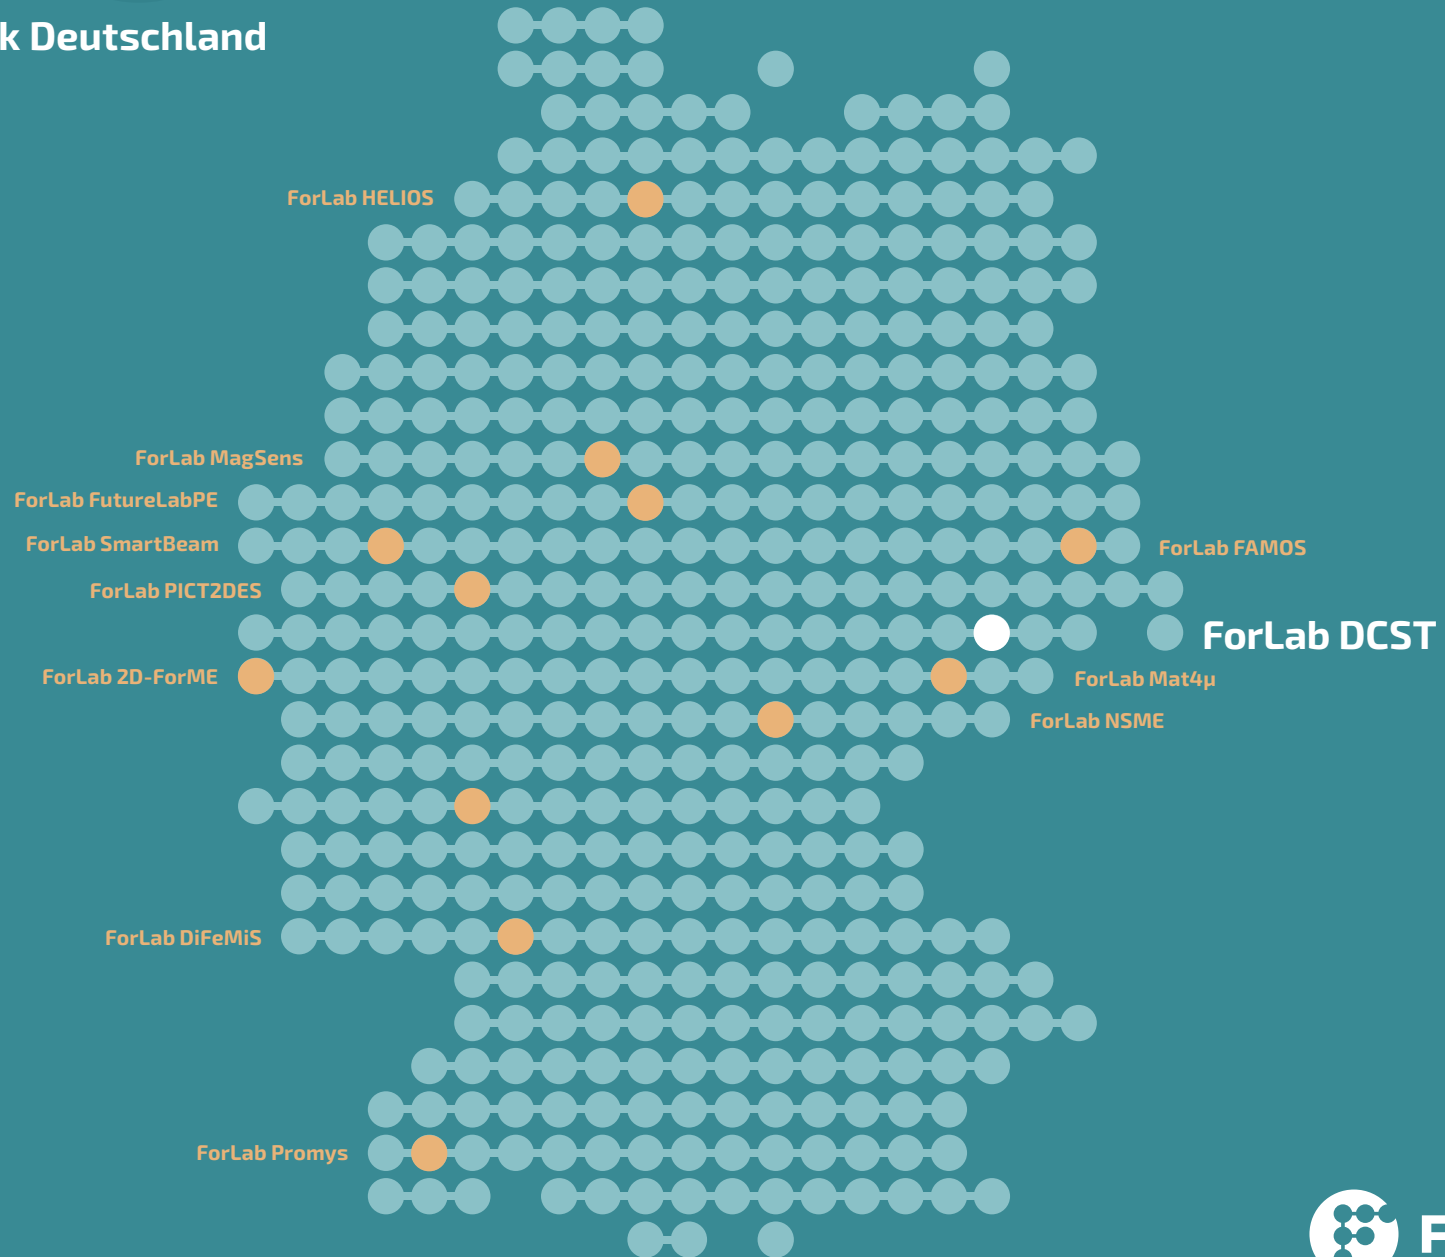 k Deutschland
ForLab HELIOS
ForLab MagSens
ForLab FutureLabPE
ForLab SmartBeam
ForLab FAMOS
ForLab PICT2DES
ForLab DCST
ForLab 2D-ForME
ForLab Mat4µ
ForLab NSME
ForLab DiFeMiS
ForLab Promys
F